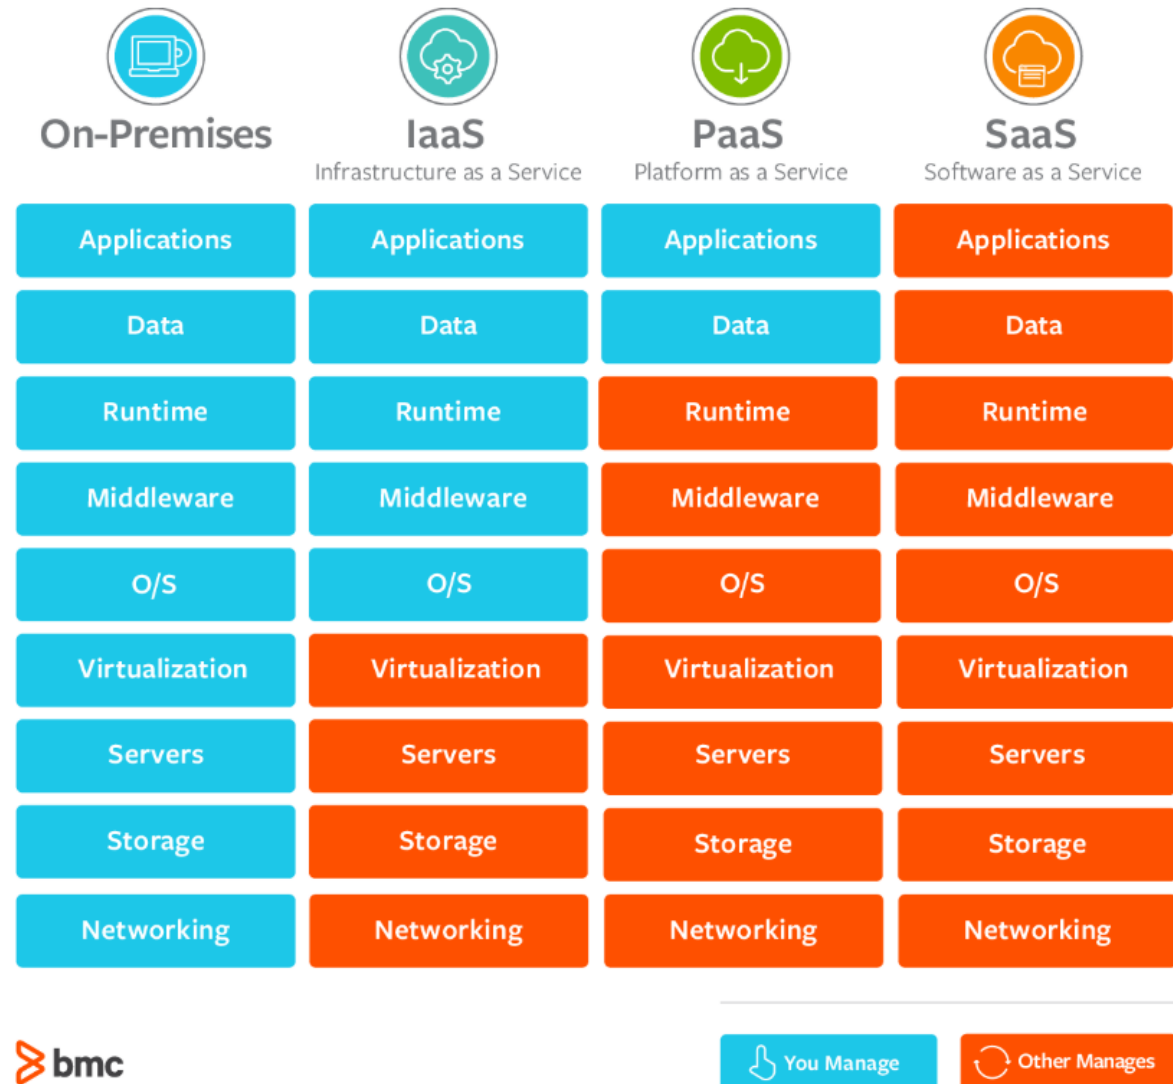 On-Premises IaaS PaaS SaaS
Infrastructure as a Service Platform as a Service Software as a Service
Applications Applications Applications Applications
Data Data Data Data
Runtime Runtime Runtime Runtime
Middleware Middleware Middleware Middleware
O/S O/S O/S O/S
Virtualization Virtualization Virtualization Virtualization
Servers Servers Servers Servers
Storage Storage Storage Storage
Networking Networking Networking Networking
bmc You Manage Other Manages